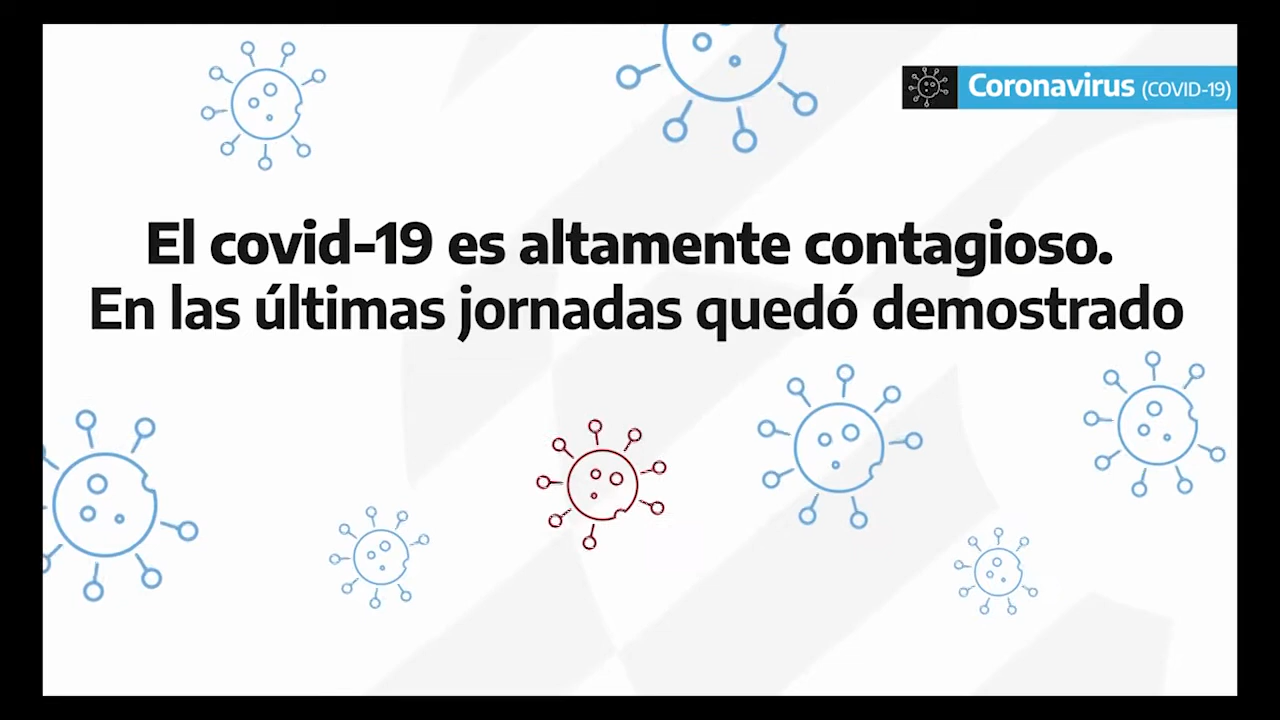 Coronavirus (COVID-19)
El covid-19 es altamente contagioso.
En las últimas jornadas quedó demostrado